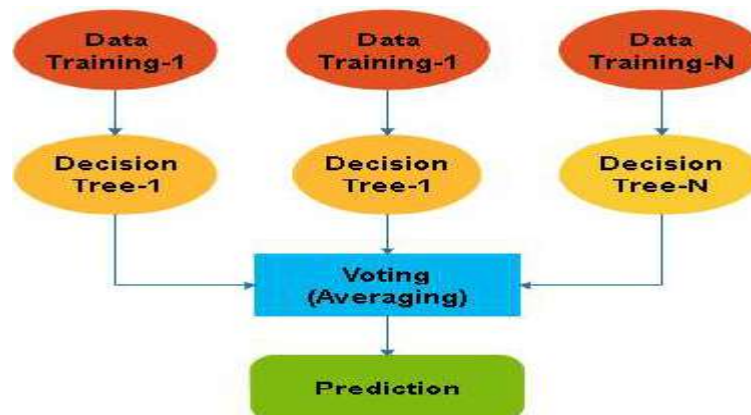 Data
Training-1
Data
Training-1
Data
Training-N
Decision
Tree-1
Decision
Tree-1
Decision
Tree-N
Voting
(Averaging)
Prediction